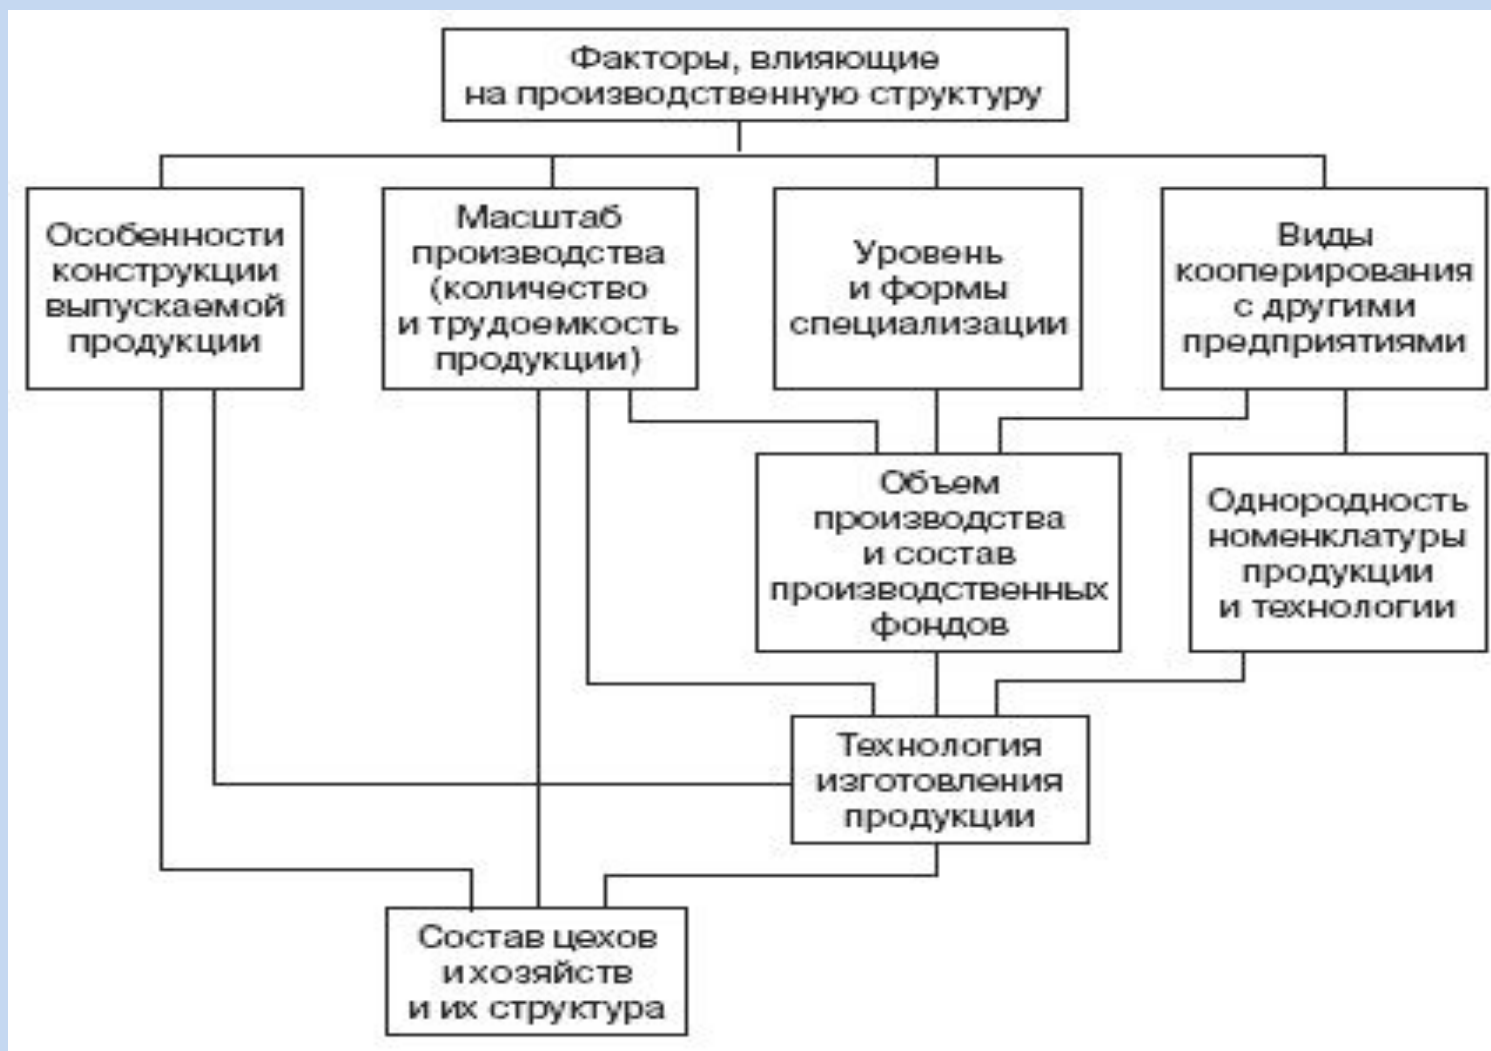 Факторы, влияющие
на производственную структуру
Особенности
конструкции
выпускаемой
продукции
Масштаб
производства
(количество
и трудоемкость
продукции)
Уровень
и формы
специализации
Виды
кооперирования
с другими
предприятиями
Объем
производства
и состав
производственных
фондов
Однородность
номенклатуры
продукции
и технологии
Технология
изготовления
продукции
Состав цехов
и хозяйств
и их структура